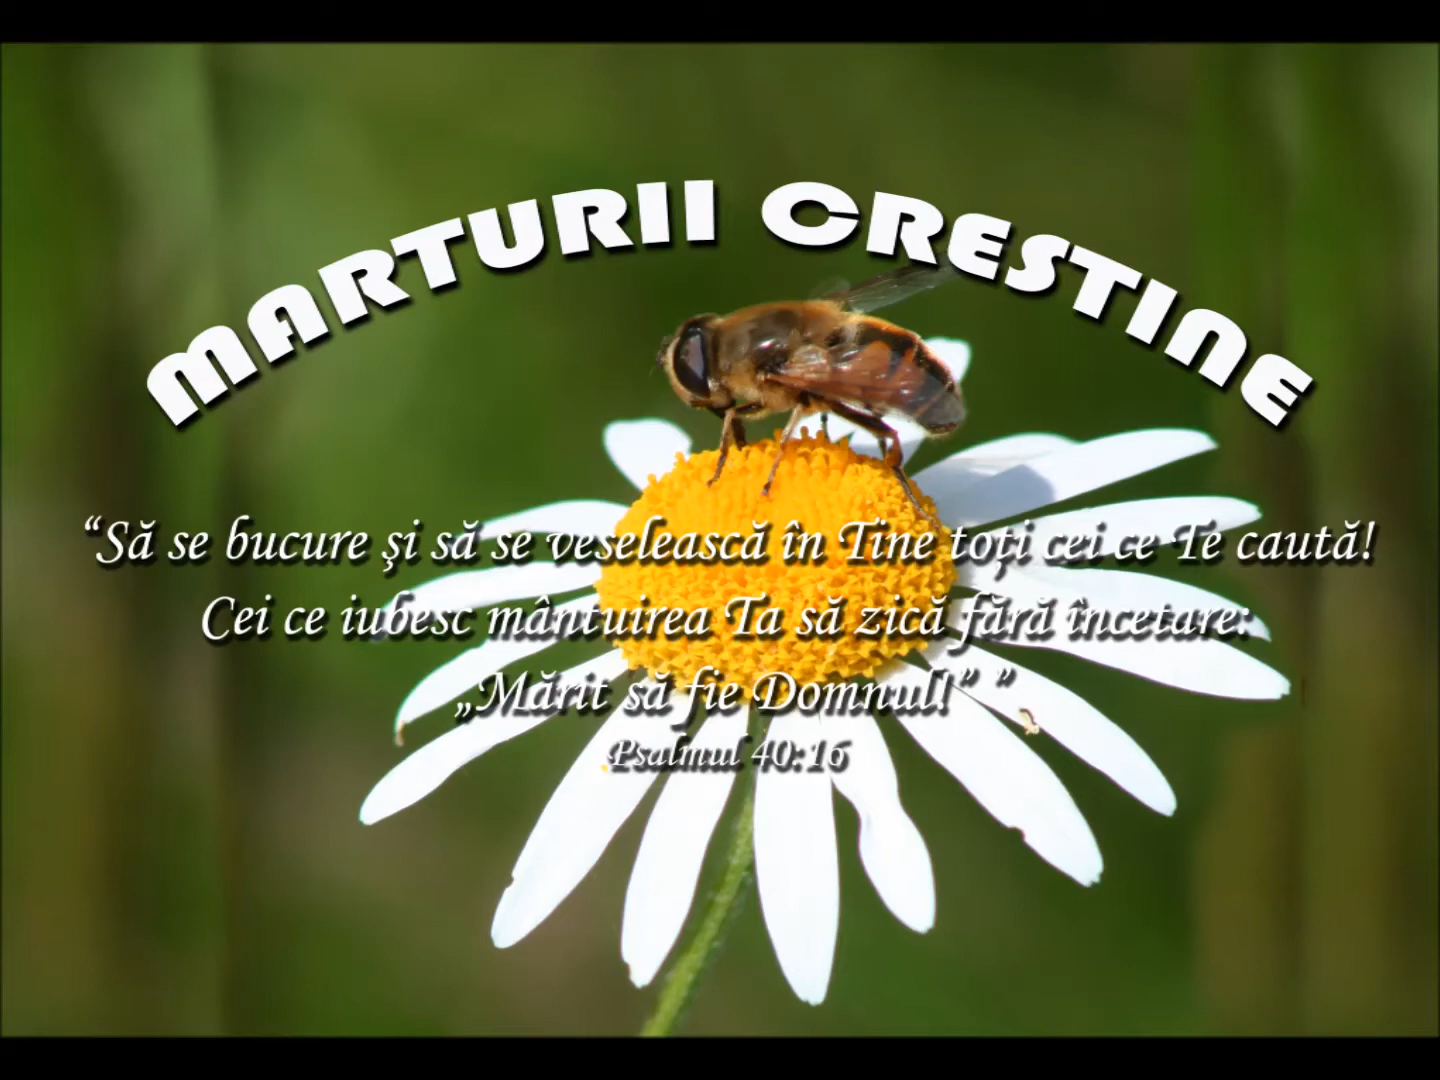 MARTURII CRESTINE
“Să se bucure şi să se veselească în Tine toţi cei ce Te caută!
Cei ce iubesc mântuirea Ta să zică fără încetare:
„Mărit să fie Domnul!” ”
Psalmul 40:16